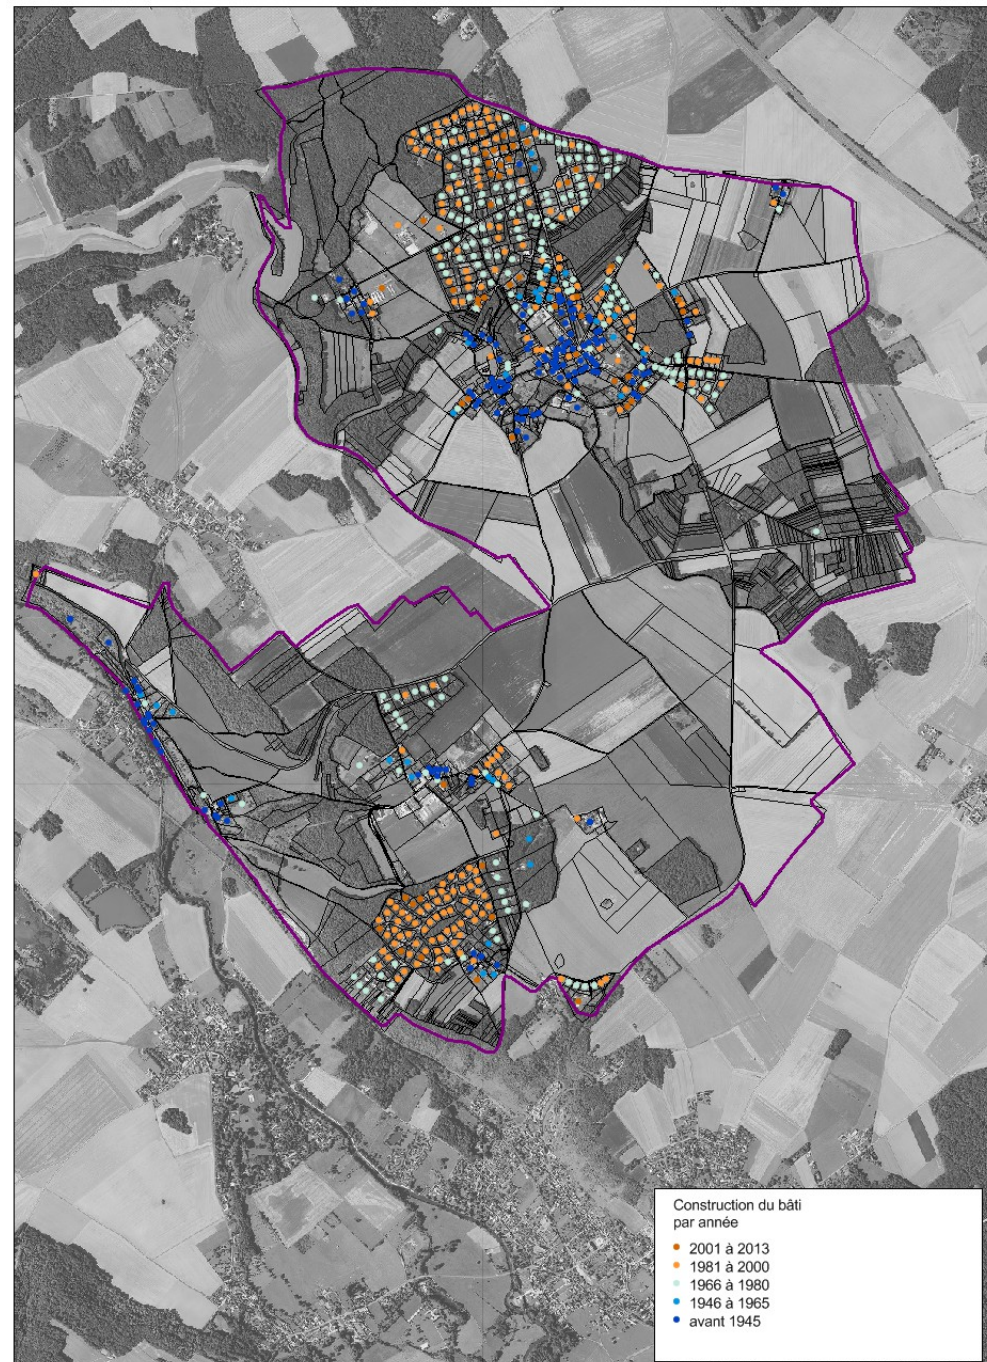 Construction du bâti
par année
2001 à 2013
1981 à 2000
1966 à 1980
1946 à 1965
avant 1945